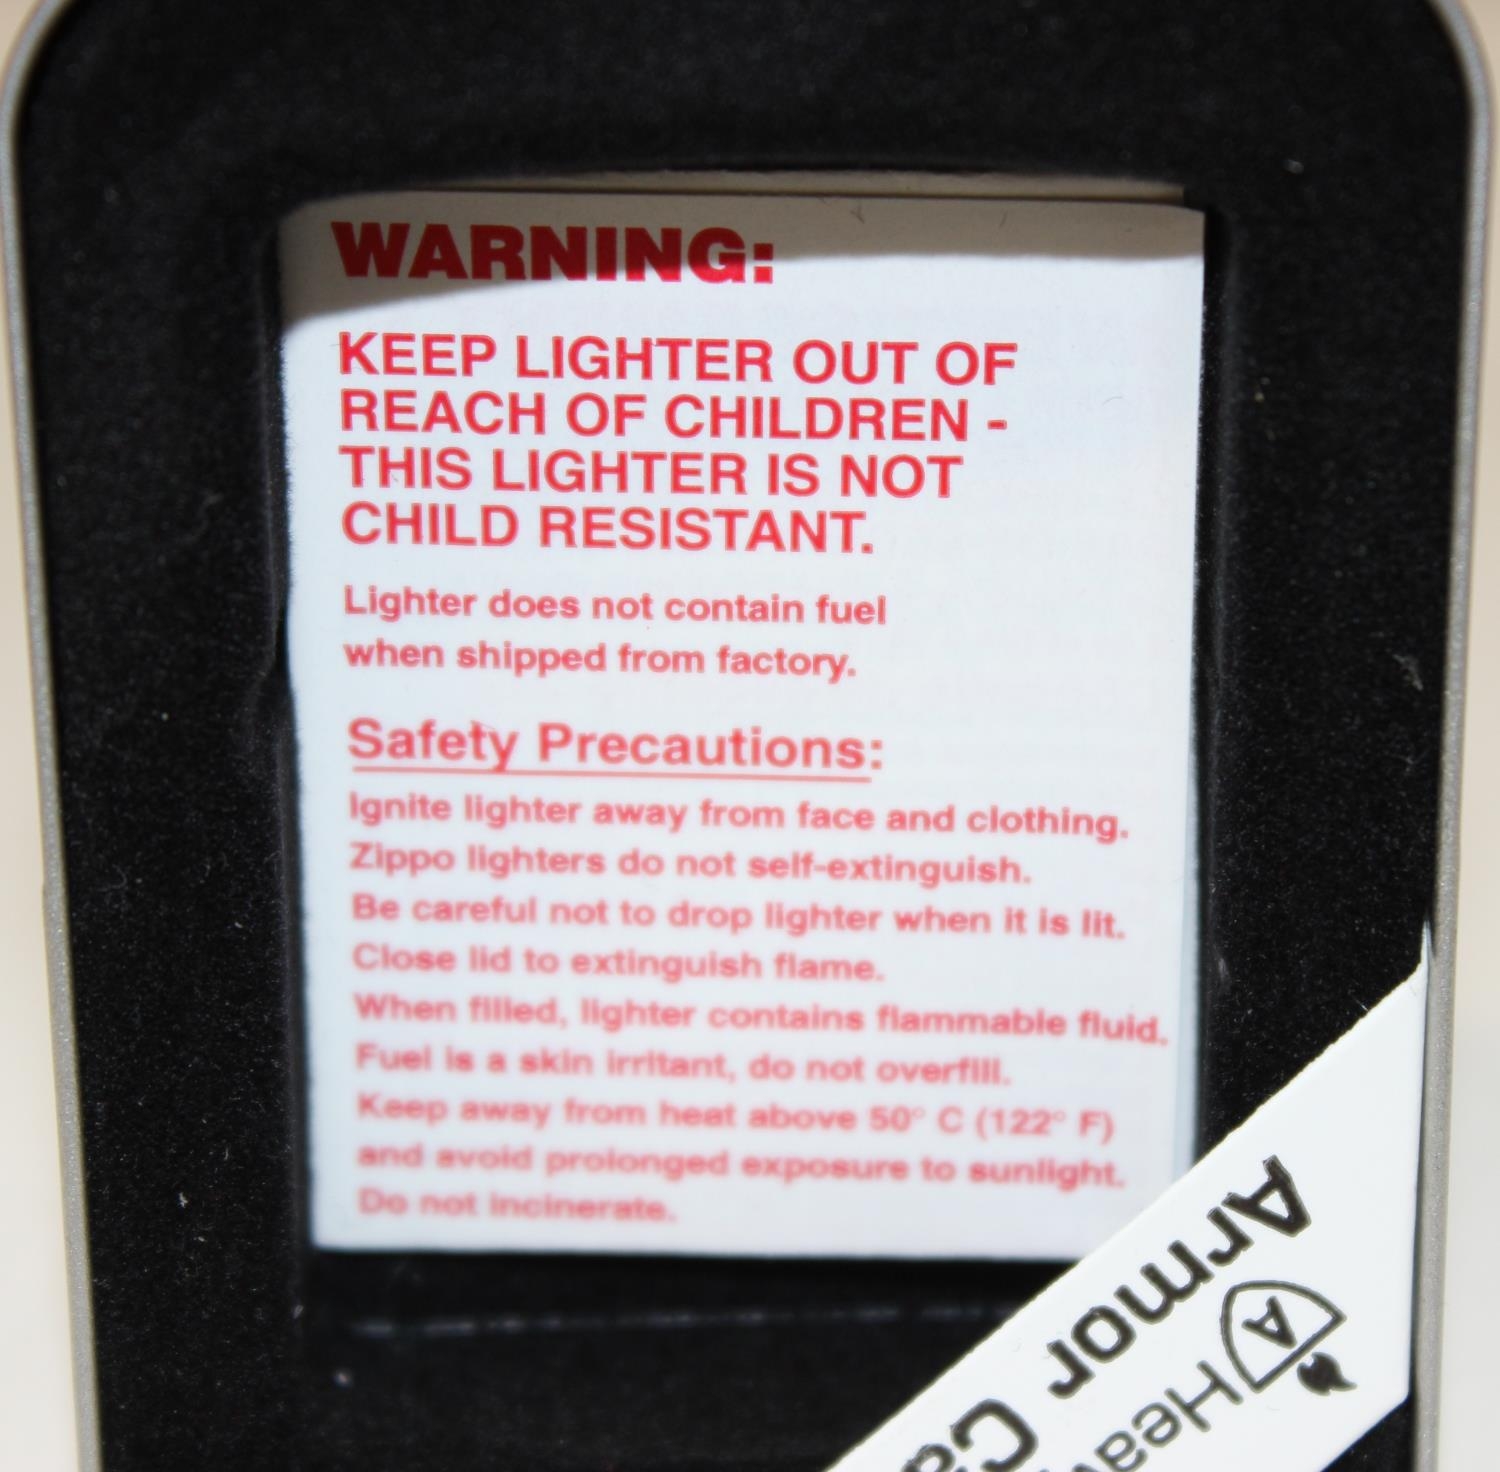 WARNING:
KEEP LIGHTER OUT OF
REACH OF CHILDREN -
THIS LIGHTER IS NOT
CHILD RESISTANT.
Lighter does not contain fuel
when shipped from factory.
Safety Precautions:
Ignite lighter away from face and clothing.
Zippo lighters do not self-extinguish.
Be careful not to drop lighter when it is lit.
Close lid to extinguish flame.
When filled, lighter contains flammable fluid.
Fuel is a skin irritant, do not overfill.
Keep away from heat above 50° C (122° F)
and avoid prolonged exposure to sunlight.
Do not incinerate.
Armor Ca
A
Heav